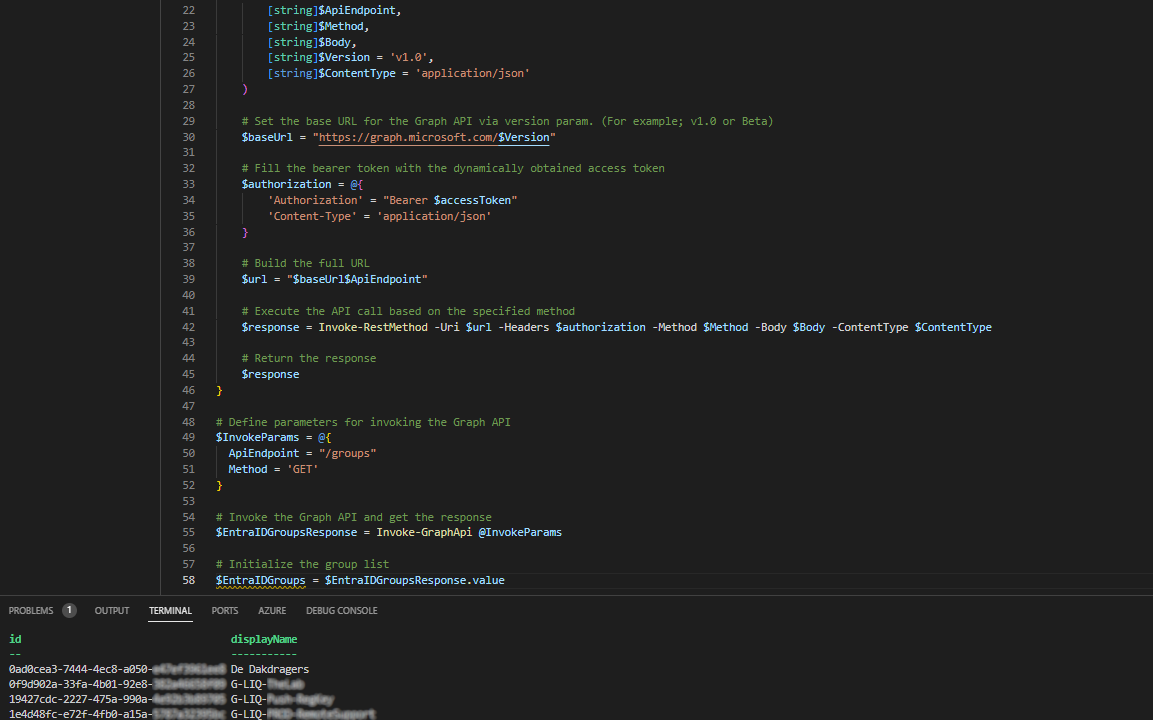 22 [string]$ApiEndpoint,
23 [string]$Method,
24 [string]$Body,
25 [string]$Version = 'v1.0',
26 [string]$ContentType = 'application/json'
27 )
28
29 # Set the base URL for the Graph API via version param. (For example; v1.0 or Beta)
30 $baseUrl = "https://graph.microsoft.com/$Version"
31
32 # Fill the bearer token with the dynamically obtained access token
33 $authorization = @{
34 'Authorization' = "Bearer $accessToken"
35 'Content-Type' = 'application/json'
36 }
37
38 # Build the full URL
39 $url = "$baseUrl$ApiEndpoint"
40
41 # Execute the API call based on the specified method
42 $response = Invoke-RestMethod -Uri $url -Headers $authorization -Method $Method -Body $Body -ContentType $ContentType
43
44 # Return the response
45 $response
46 }
47
48 # Define parameters for invoking the Graph API
49 $InvokeParams = @{
50 ApiEndpoint = "/groups"
51 Method = 'GET'
52 }
53
54 # Invoke the Graph API and get the response
55 $EntraIDGroupsResponse = Invoke-GraphApi @InvokeParams
56
57 # Initialize the group list
58 $EntraIDGroups = $EntraIDGroupsResponse.value
PROBLEMS 1 OUTPUT TERMINAL PORTS AZURE DEBUG CONSOLE
id displayName
-- -----------
0ad0cea3-7444-4ec8-a050- De Dakdragers
0f9d902a-33fa-4b01-92e8- G-LIQ-
19427cdc-2227-475a-990a- G-LIQ-
1e4d48fc-e72f-4fb0-a15a- G-LIQ-